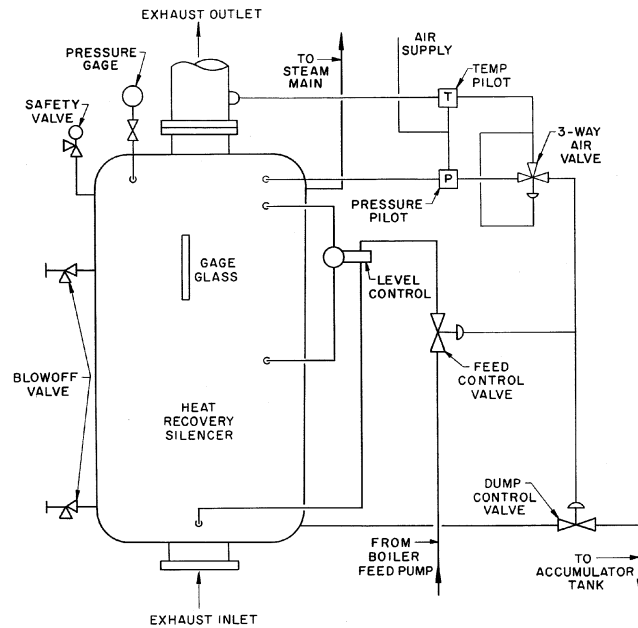 EXHAUST OUTLET
PRESSURE
GAGE
SAFETY
VALVE
TO
STEAM
MAIN
AIR
SUPPLY
TEMP
PILOT
T
3-WAY
AIR
VALVE
P
PRESSURE
PILOT
GAGE
GLASS
LEVEL
CONTROL
BLOWOFF
VALVE
FEED
CONTROL
VALVE
HEAT
RECOVERY
SILENCER
DUMP
CONTROL
VALVE
FROM
BOILER
FEED PUMP
TO
ACCUMULATOR
TANK
EXHAUST INLET